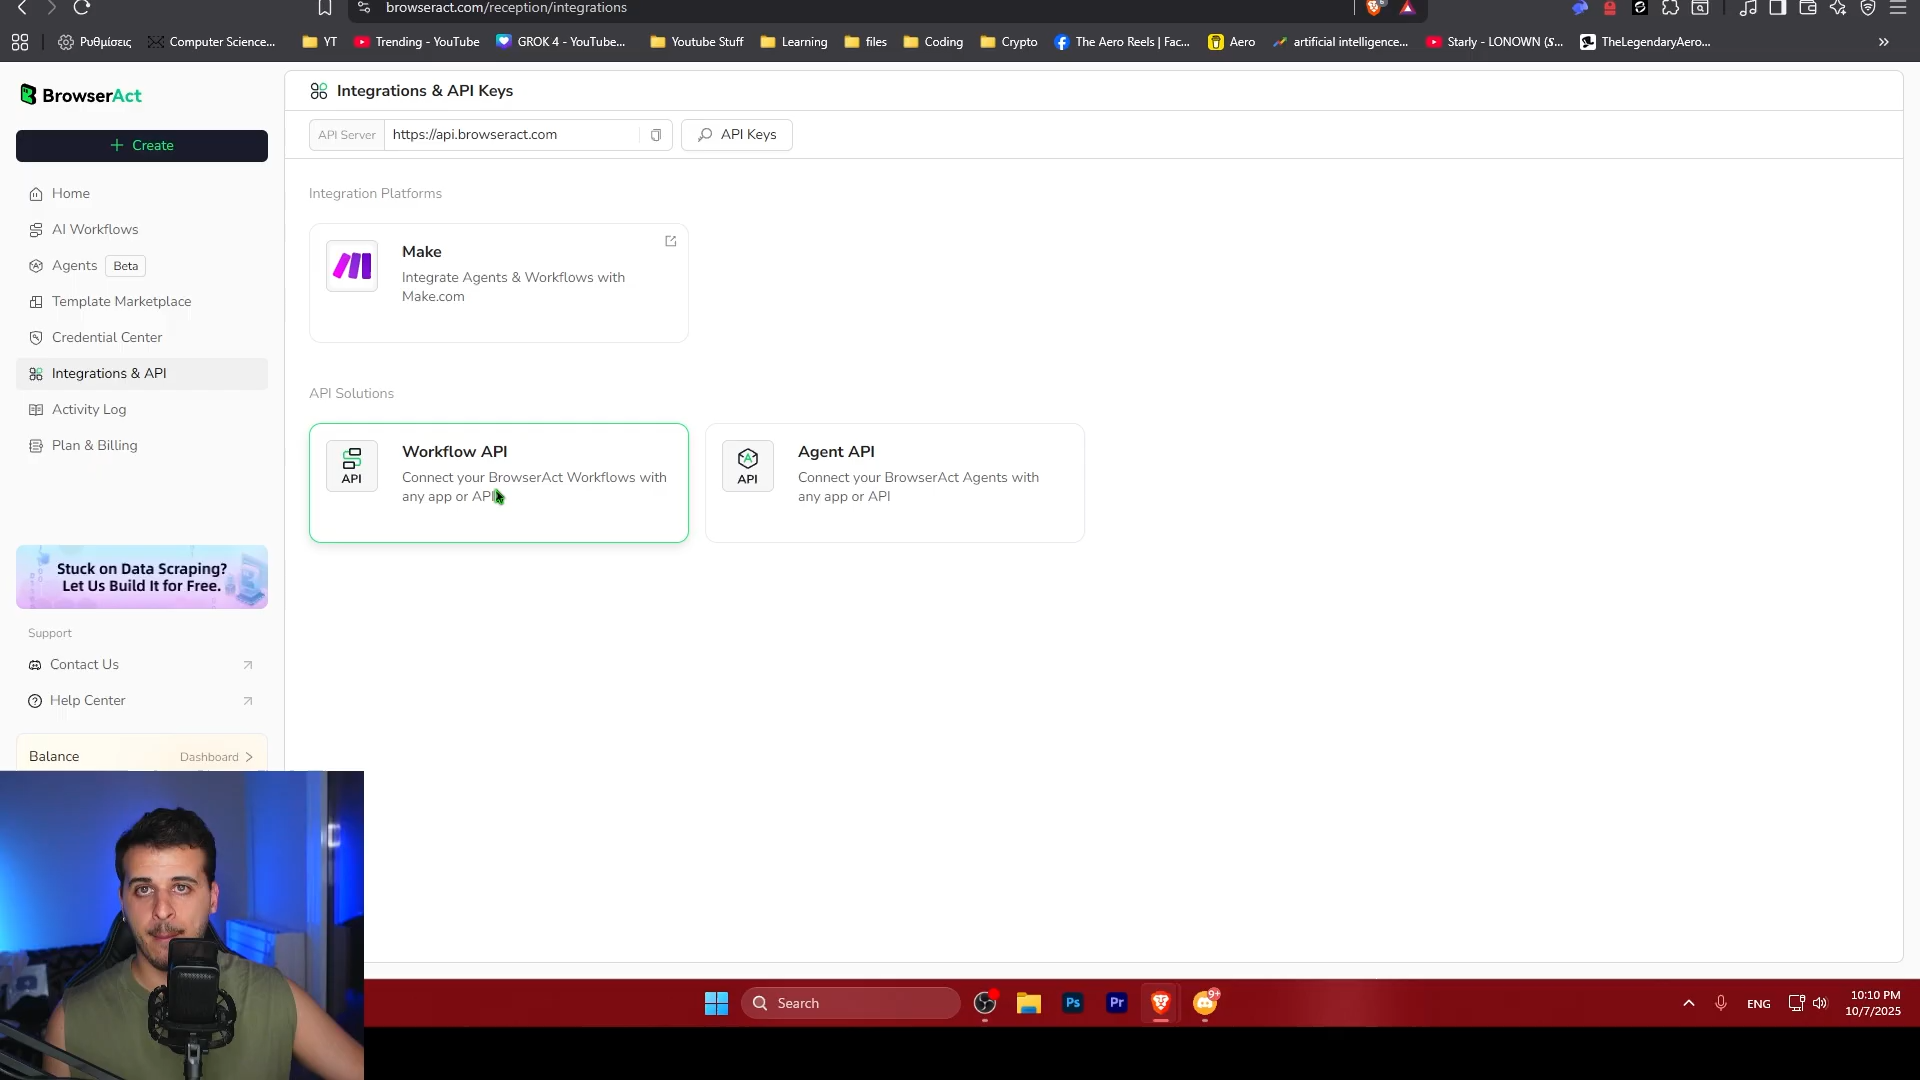 browseract.com/reception/integrations
Ρυθμίσεις
Computer Science...
YT
Trending - YouTube
GROK 4 - YouTube...
Youtube Stuff
Learning
files
Coding
Crypto
The Aero Reels | Fac...
Aero
artificial intelligence...
Starly - LONOWN (𝙎...
TheLegendaryAero...
BrowserAct
Create
Home
AI Workflows
Agents Beta
Template Marketplace
Credential Center
Integrations & API
Activity Log
Plan & Billing
Stuck on Data Scraping?
Let Us Build It for Free.
Support
Contact Us
Help Center
Balance Dashboard
Integrations & API Keys
API Server https://api.browseract.com API Keys
Integration Platforms
Make
Integrate Agents & Workflows with
Make.com
API Solutions
API
Workflow API
Connect your BrowserAct Workflows with
any app or API
API
Agent API
Connect your BrowserAct Agents with
any app or API
Search
Ps
Pr
9+
ENG
10:10 PM
10/7/2025